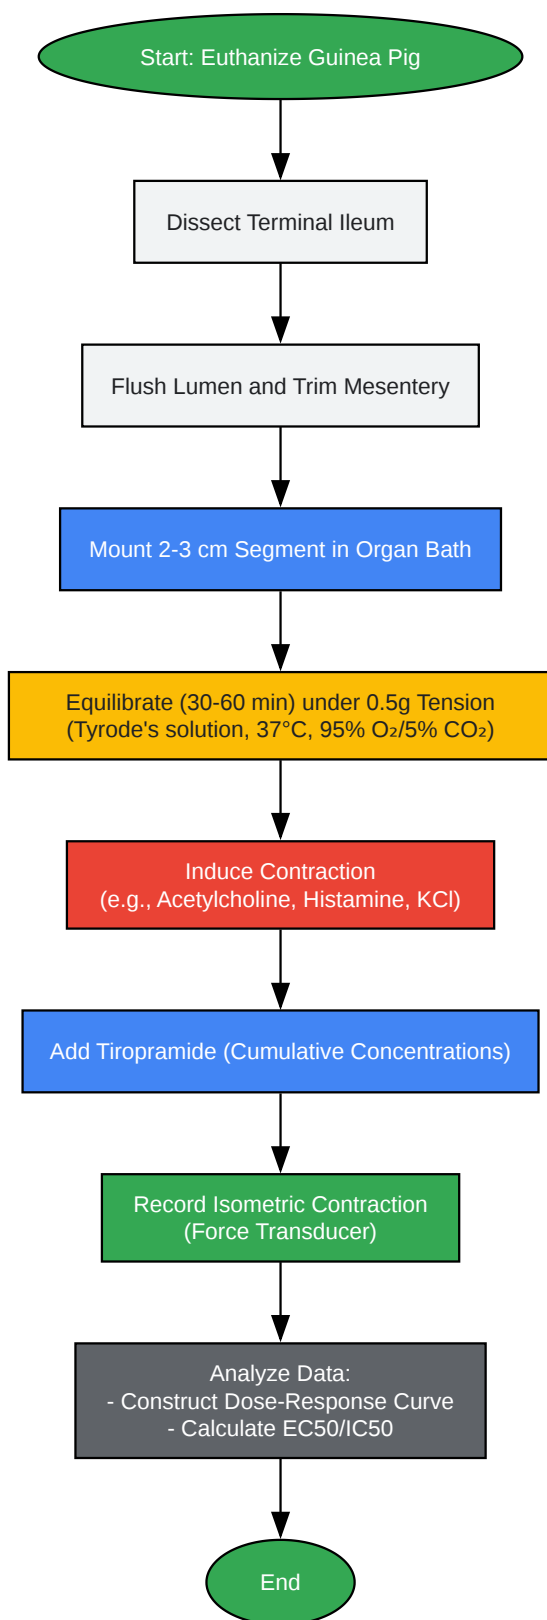 Start: Euthanize Guinea Pig
Dissect Terminal Ileum
Flush Lumen and Trim Mesentery
Mount 2-3 cm Segment in Organ Bath
Equilibrate (30-60 min) under 0.5g Tension
(Tyrode's solution, 37°C, 95% O₂/5% CO₂)
Induce Contraction
(e.g., Acetylcholine, Histamine, KCl)
Add Tiropramide (Cumulative Concentrations)
Record Isometric Contraction
(Force Transducer)
Analyze Data:
- Construct Dose-Response Curve
- Calculate EC50/IC50
End